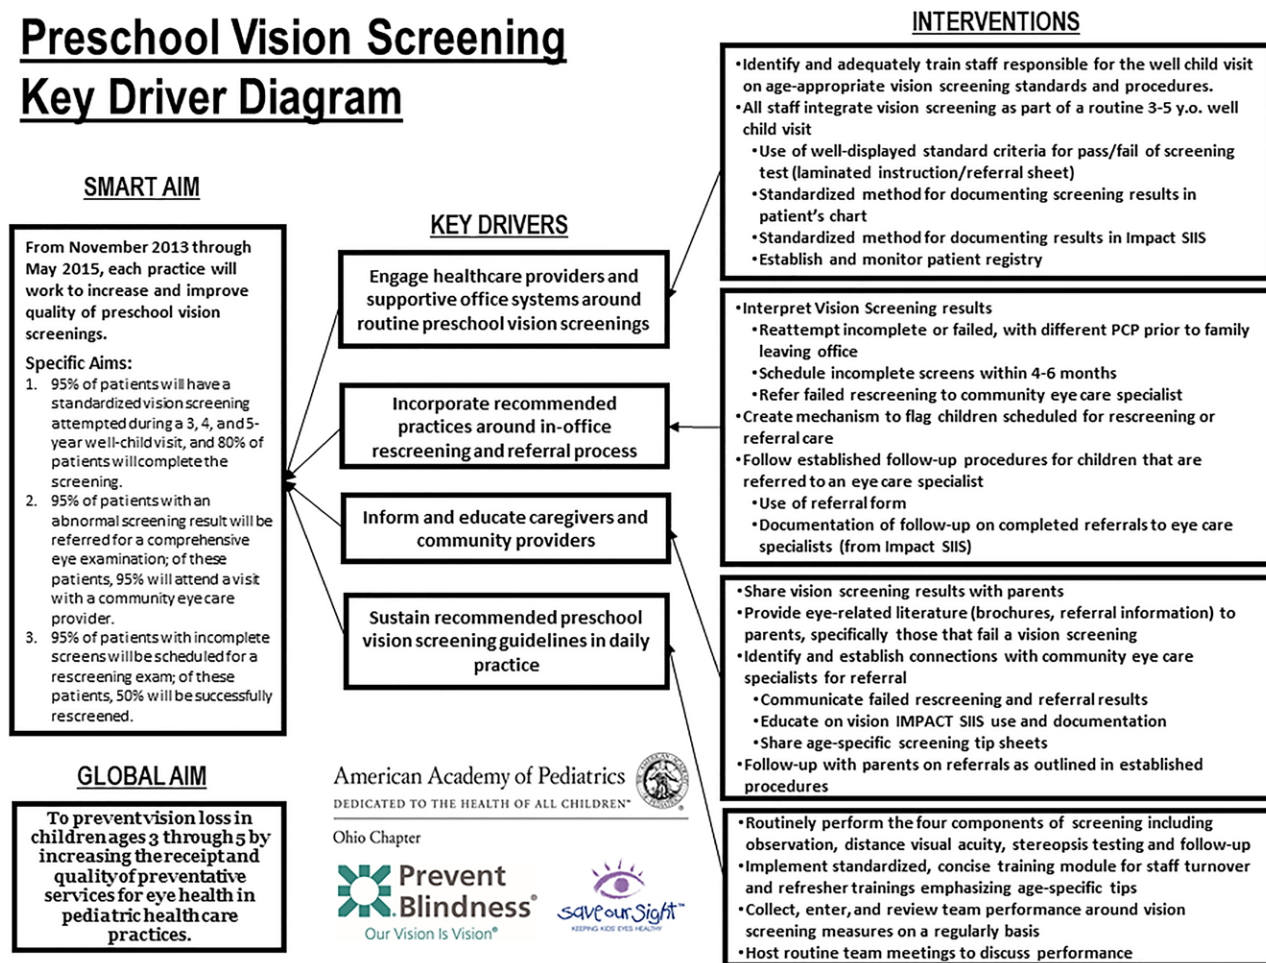 Preschool Vision Screening
Key Driver Diagram
SMART AIM
From November 2013 through
May 2015, each practice will
work to increase and improve
quality of preschool vision
screenings.
Specific Aims:
1. 95% of patients will have a
standardized vision screening
attempted during a 3, 4, and 5-
year well-child visit, and 80% of
patients will complete the
screening.
2. 95% of patients with an
abnormal screening result will be
referred for a comprehensive
eye examination; of these
patients, 95% will attend a visit
with a community eye care
provider.
3. 95% of patients with incomplete
screens will be scheduled for a
rescreening exam; of these
patients, 50% will be successfully
rescreened.
GLOBAL AIM
To prevent vision loss in
children ages 3 through 5 by
increasing the receipt and
quality of preventative
services for eye health in
pediatric health care
practices.
KEY DRIVERS
Engage healthcare providers and
supportive office systems around
routine preschool vision screenings
Incorporate recommended
practices around in-office
rescreening and referral process
Inform and educate caregivers and
community providers
Sustain recommended preschool
vision screening guidelines in daily
practice
American Academy of Pediatrics
DEDICATED TO THE HEALTH OF ALL CHILDREN™
Ohio Chapter
Prevent
Blindness®
Our Vision Is Vision®
save our sight™
KEEPING KIDS' EYES HEALTHY
INTERVENTIONS
•Identify and adequately train staff responsible for the well child visit
on age-appropriate vision screening standards and procedures.
•All staff integrate vision screening as part of a routine 3-5 y.o. well
child visit
•Use of well-displayed standard criteria for pass/fail of screening
test (laminated instruction/referral sheet)
•Standardized method for documenting screening results in
patient's chart
•Standardized method for documenting results in Impact SIIS
•Establish and monitor patient registry
•Interpret Vision Screening results
•Reattempt incomplete or failed, with different PCP prior to family
leaving office
•Schedule incomplete screens within 4-6 months
•Refer failed rescreening to community eye care specialist
•Create mechanism to flag children scheduled for rescreening or
referral care
•Follow established follow-up procedures for children that are
referred to an eye care specialist
•Use of referral form
•Documentation of follow-up on completed referrals to eye care
specialists (from Impact SIIS)
•Share vision screening results with parents
•Provide eye-related literature (brochures, referral information) to
parents, specifically those that fail a vision screening
•Identify and establish connections with community eye care
specialists for referral
•Communicate failed rescreening and referral results
•Educate on vision IMPACT SIIS use and documentation
•Share age-specific screening tip sheets
•Follow-up with parents on referrals as outlined in established
procedures
•Routinely perform the four components of screening including
observation, distance visual acuity, stereopsis testing and follow-up
•Implement standardized, concise training module for staff turnover
and refresher trainings emphasizing age-specific tips
•Collect, enter, and review team performance around vision
screening measures on a regularly basis
•Host routine team meetings to discuss performance